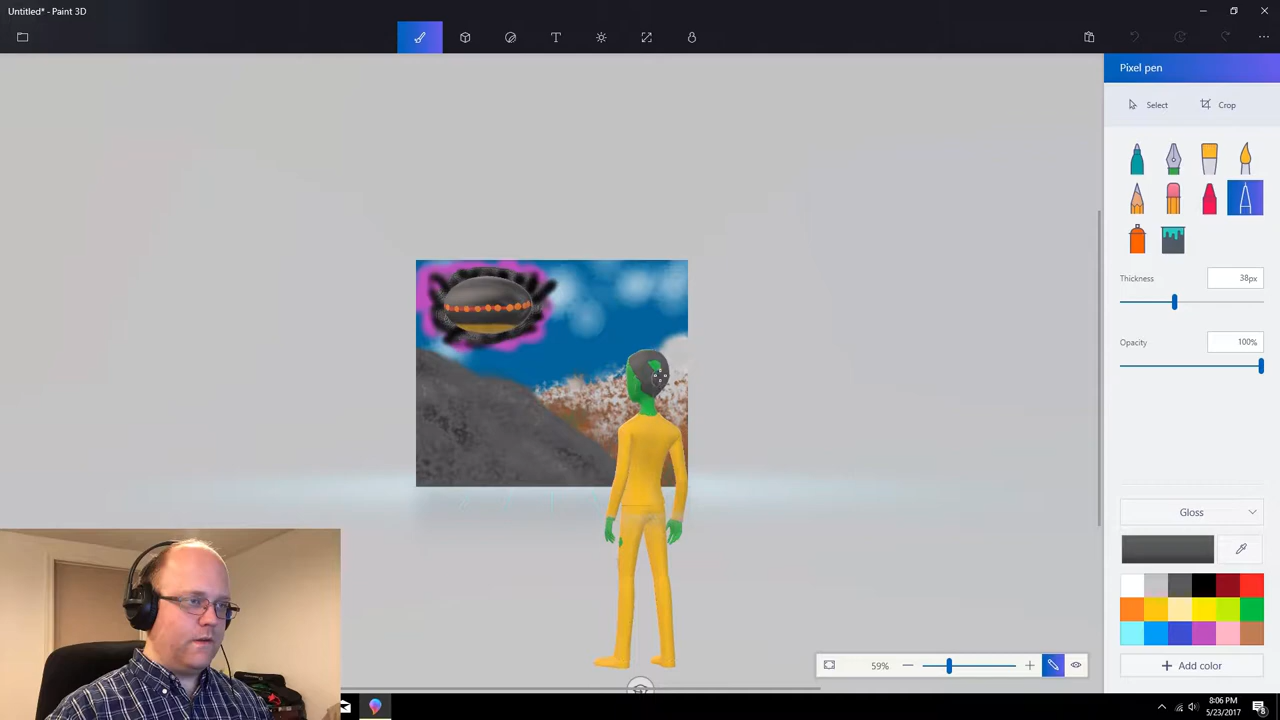 Untitled* - Paint 3D
Pixel pen
Select
Crop
Thickness
38px
Opacity
100%
Gloss
Add color
59%
8:06 PM
5/23/2017
8